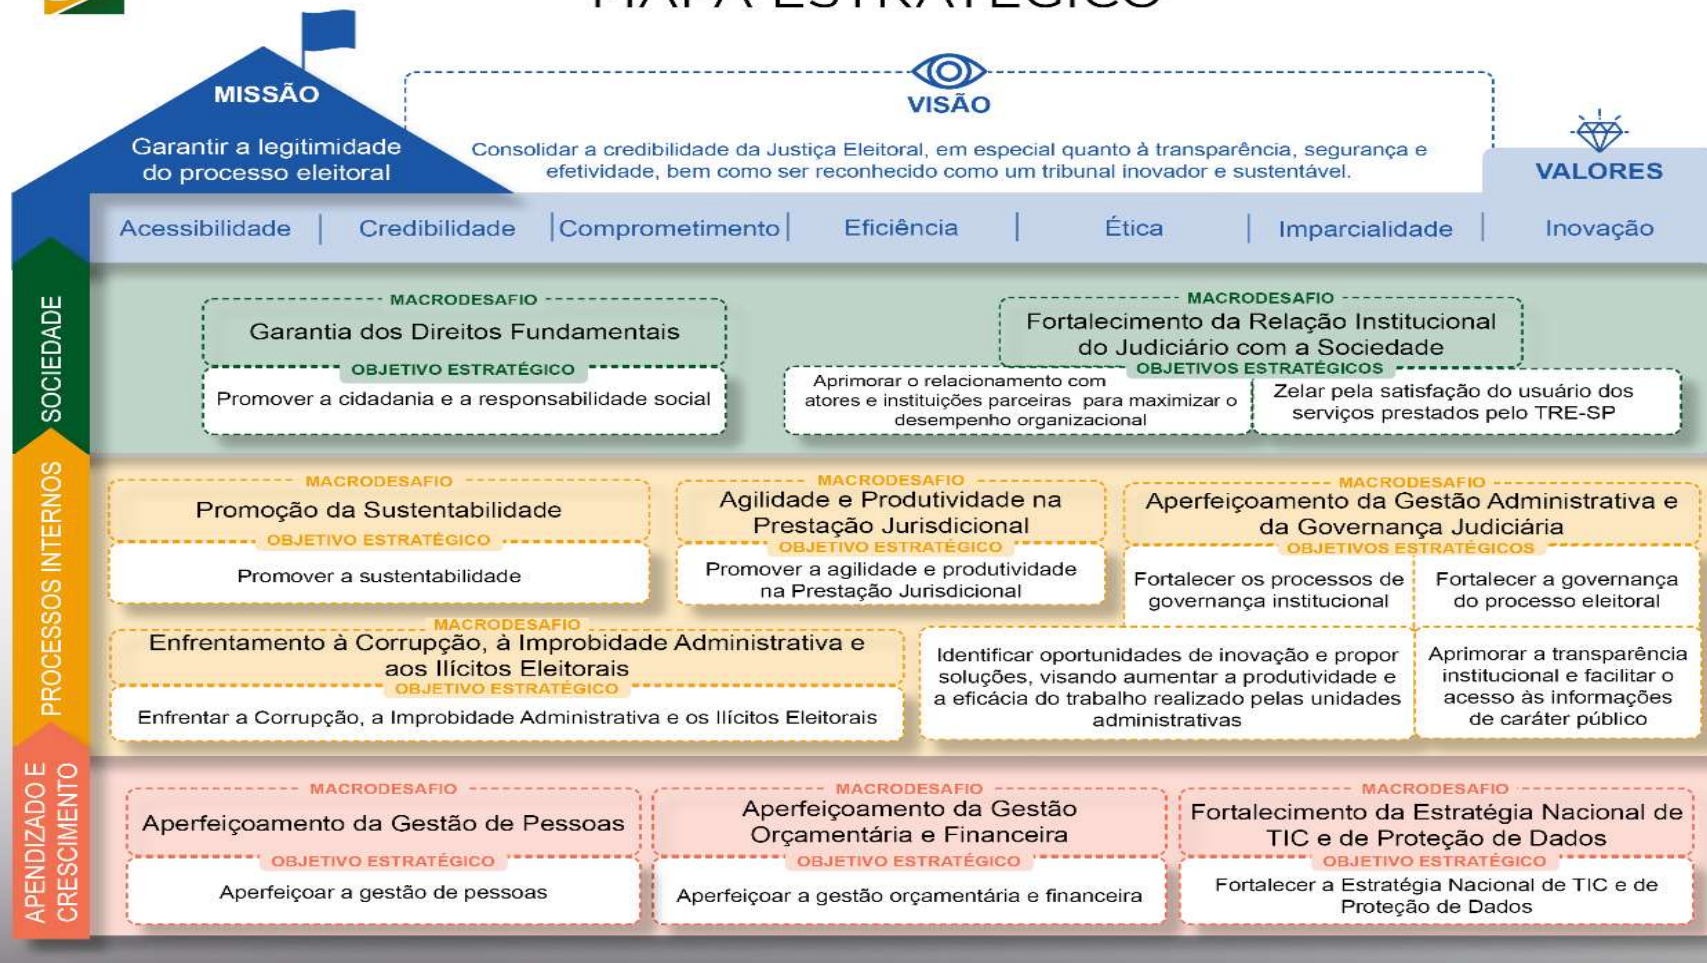 MAPA ESTRATÉGICO
MISSÃO
Garantir a legitimidade
do processo eleitoral
VISÃO
Consolidar a credibilidade da Justiça Eleitoral, em especial quanto à transparência, segurança e
efetividade, bem como ser reconhecido como um tribunal inovador e sustentável.
VALORES
Acessibilidade | Credibilidade | Comprometimento | Eficiência | Ética | Imparcialidade | Inovação
SOCIEDADE
MACRODESAFIO
Garantia dos Direitos Fundamentais
OBJETIVO ESTRATÉGICO
Promover a cidadania e a responsabilidade social
MACRODESAFIO
Fortalecimento da Relação Institucional
do Judiciário com a Sociedade
OBJETIVOS ESTRATÉGICOS
Aprimorar o relacionamento com
atores e instituições parceiras para maximizar o
desempenho organizacional
Zelar pela satisfação do usuário dos
serviços prestados pelo TRE-SP
PROCESSOS INTERNOS
MACRODESAFIO
Promoção da Sustentabilidade
OBJETIVO ESTRATÉGICO
Promover a sustentabilidade
MACRODESAFIO
Agilidade e Produtividade na
Prestação Jurisdicional
OBJETIVO ESTRATÉGICO
Promover a agilidade e produtividade
na Prestação Jurisdicional
MACRODESAFIO
Aperfeiçoamento da Gestão Administrativa e
da Governança Judiciária
OBJETIVOS ESTRATÉGICOS
Fortalecer os processos de
governança institucional
Fortalecer a governança
do processo eleitoral
MACRODESAFIO
Enfrentamento à Corrupção, à Improbidade Administrativa e
aos Ilícitos Eleitorais
OBJETIVO ESTRATÉGICO
Enfrentar a Corrupção, a Improbidade Administrativa e os Ilícitos Eleitorais
Identificar oportunidades de inovação e propor
soluções, visando aumentar a produtividade e
a eficácia do trabalho realizado pelas unidades
administrativas
Aprimorar a transparência
institucional e facilitar o
acesso às informações
de caráter público
APENDIZADO E
CRESCIMENTO
MACRODESAFIO
Aperfeiçoamento da Gestão de Pessoas
OBJETIVO ESTRATÉGICO
Aperfeiçoar a gestão de pessoas
MACRODESAFIO
Aperfeiçoamento da Gestão
Orçamentária e Financeira
OBJETIVO ESTRATÉGICO
Aperfeiçoar a gestão orçamentária e financeira
MACRODESAFIO
Fortalecimento da Estratégia Nacional de
TIC e de Proteção de Dados
OBJETIVO ESTRATÉGICO
Fortalecer a Estratégia Nacional de TIC e de
Proteção de Dados